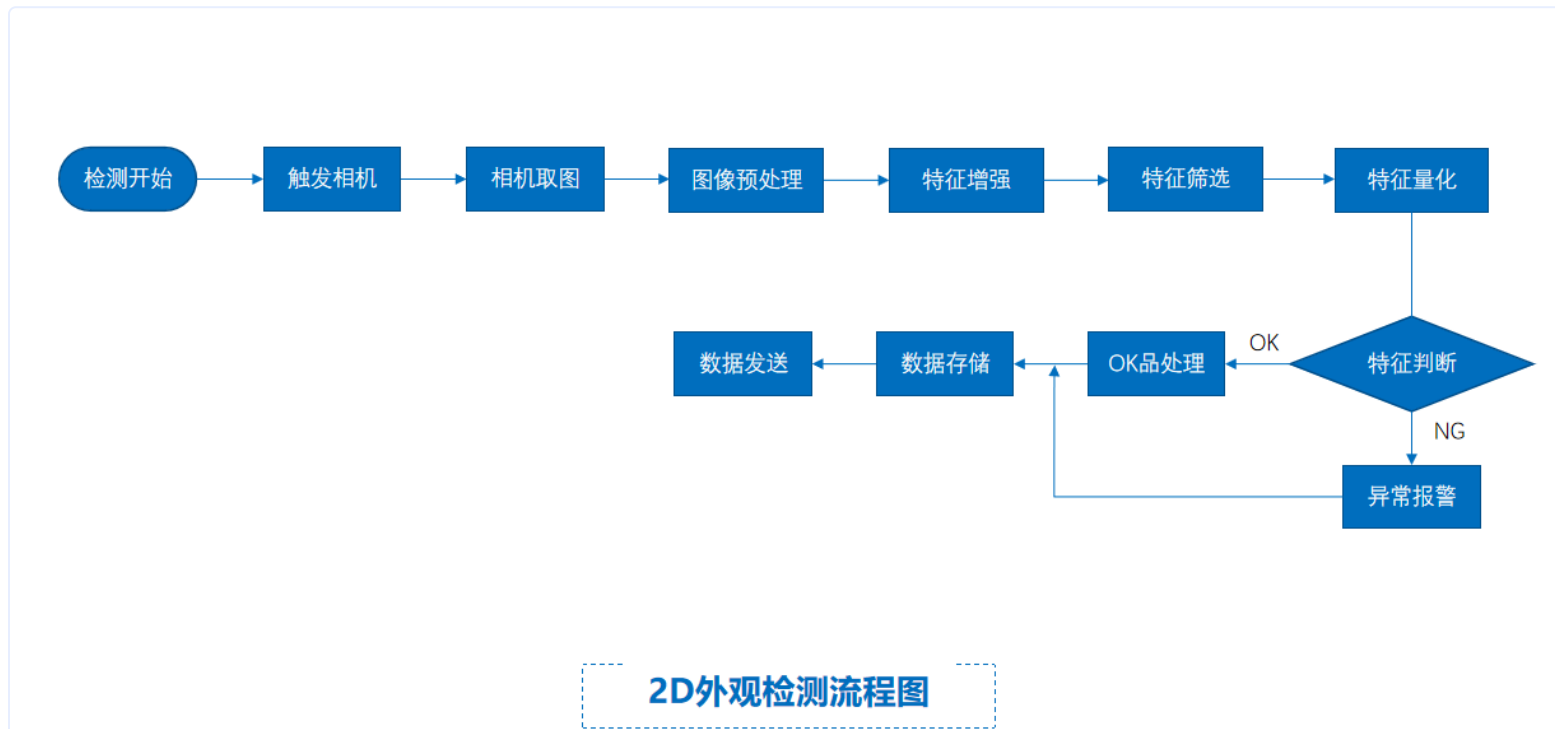 检测开始
触发相机
相机取图
图像预处理
特征增强
特征筛选
特征量化
特征判断
OK
OK品处理
数据存储
数据发送
NG
异常报警
2D外观检测流程图